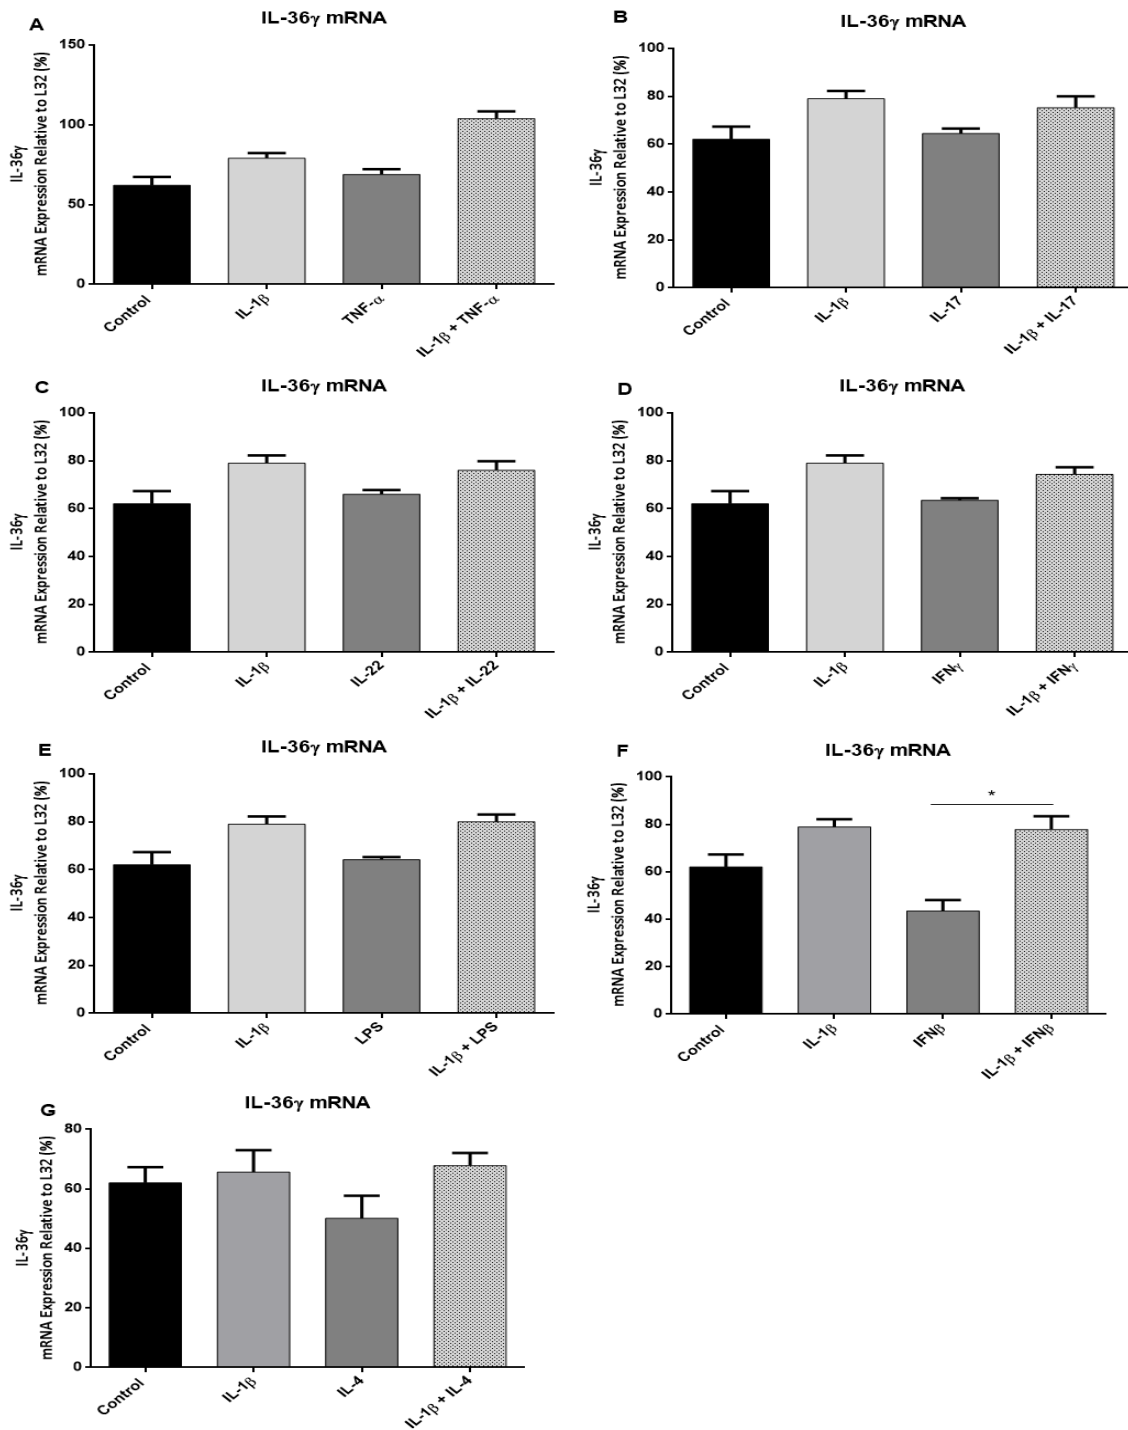 A
IL-36γ mRNA
IL-36γ
mRNA Expression Relative to L32 (%)
150
100
50
0
Control
IL-1β
TNF-α
IL-1β + TNF-α
B
IL-36γ mRNA
IL-36γ
mRNA Expression Relative to L32 (%)
100
80
60
40
20
0
Control
IL-1β
IL-17
IL-1β + IL-17
C
IL-36γ mRNA
IL-36γ
mRNA Expression Relative to L32 (%)
100
80
60
40
20
0
Control
IL-1β
IL-22
IL-1β + IL-22
D
IL-36γ mRNA
IL-36γ
mRNA Expression Relative to L32 (%)
100
80
60
40
20
0
Control
IL-1β
IFNγ
IL-1β + IFNγ
E
IL-36γ mRNA
IL-36γ
mRNA Expression Relative to L32 (%)
100
80
60
40
20
0
Control
IL-1β
LPS
IL-1β + LPS
F
IL-36γ mRNA
IL-36γ
mRNA Expression Relative to L32 (%)
100
80
60
40
20
0
*
Control
IL-1β
IFNβ
IL-1β + IFNβ
G
IL-36γ mRNA
IL-36γ
mRNA Expression Relative to L32 (%)
80
60
40
20
0
Control
IL-1β
IL-4
IL-1β + IL-4